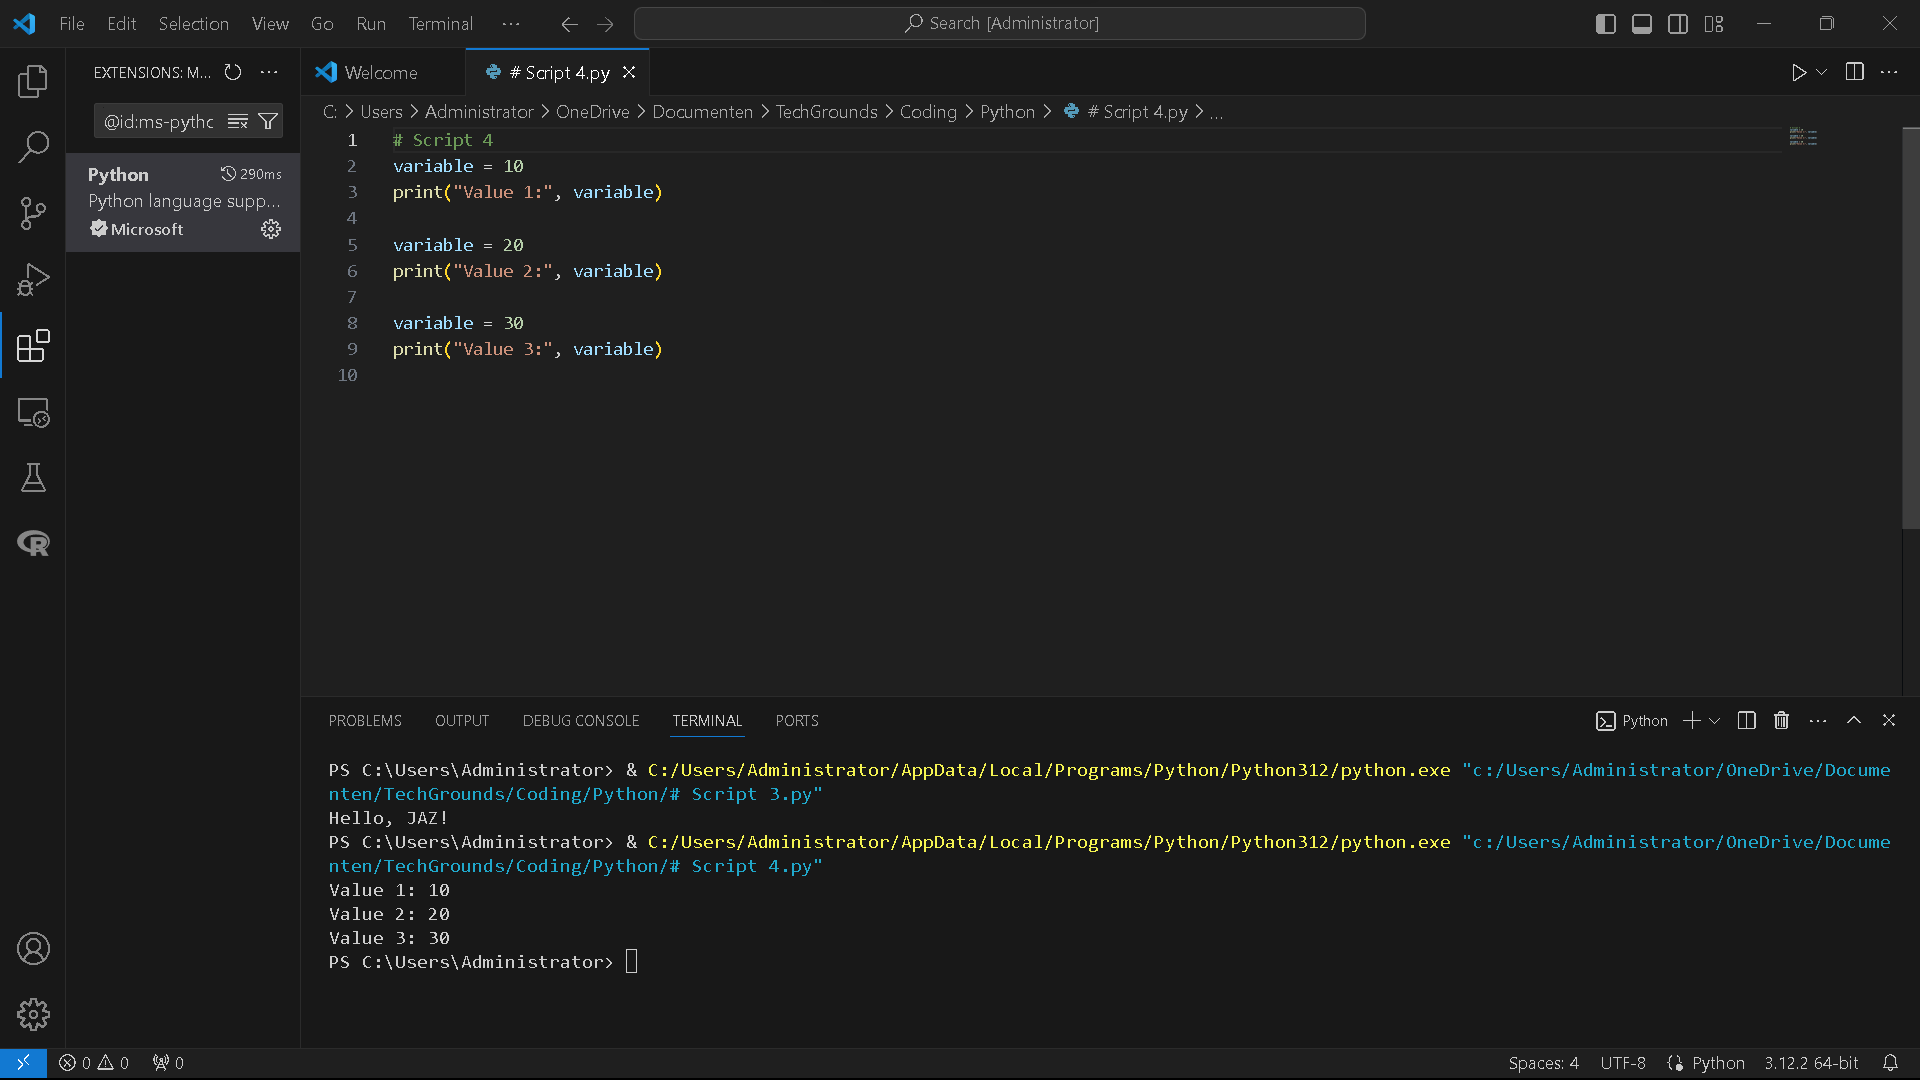 File Edit Selection View Go Run Terminal ··· Search [Administrator]
EXTENSIONS: M...
@id:ms-pythc
Python 290ms
Python language supp...
Microsoft
Welcome
# Script 4.py
C: > Users > Administrator > OneDrive > Documenten > TechGrounds > Coding > Python > # Script 4.py > ...
1 # Script 4
2 variable = 10
3 print("Value 1:", variable)
4
5 variable = 20
6 print("Value 2:", variable)
7
8 variable = 30
9 print("Value 3:", variable)
10
PROBLEMS OUTPUT DEBUG CONSOLE TERMINAL PORTS Python
PS C:\Users\Administrator> & C:/Users/Administrator/AppData/Local/Programs/Python/Python312/python.exe "c:/Users/Administrator/OneDrive/Docume
nten/TechGrounds/Coding/Python/# Script 3.py"
Hello, JAZ!
PS C:\Users\Administrator> & C:/Users/Administrator/AppData/Local/Programs/Python/Python312/python.exe "c:/Users/Administrator/OneDrive/Docume
nten/TechGrounds/Coding/Python/# Script 4.py"
Value 1: 10
Value 2: 20
Value 3: 30
PS C:\Users\Administrator>
0 0 0 Spaces: 4 UTF-8 Python 3.12.2 64-bit